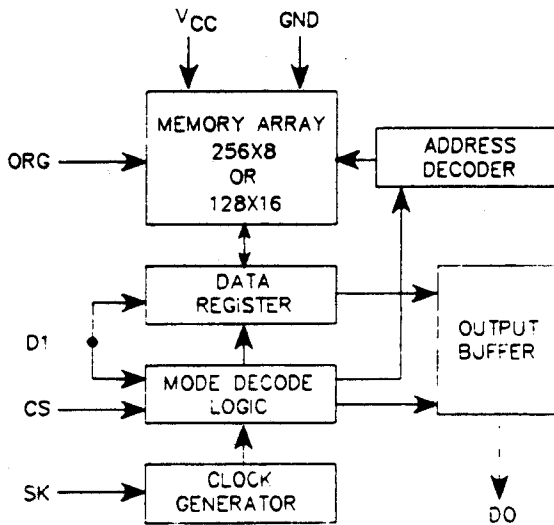 VCC
GND
MEMORY ARRAY
256X8
OR
128X16
ORG
ADDRESS
DECODER
DATA
REGISTER
OUTPUT
BUFFER
D1
MODE DECODE
LOGIC
CS
CLOCK
GENERATOR
SK
DO